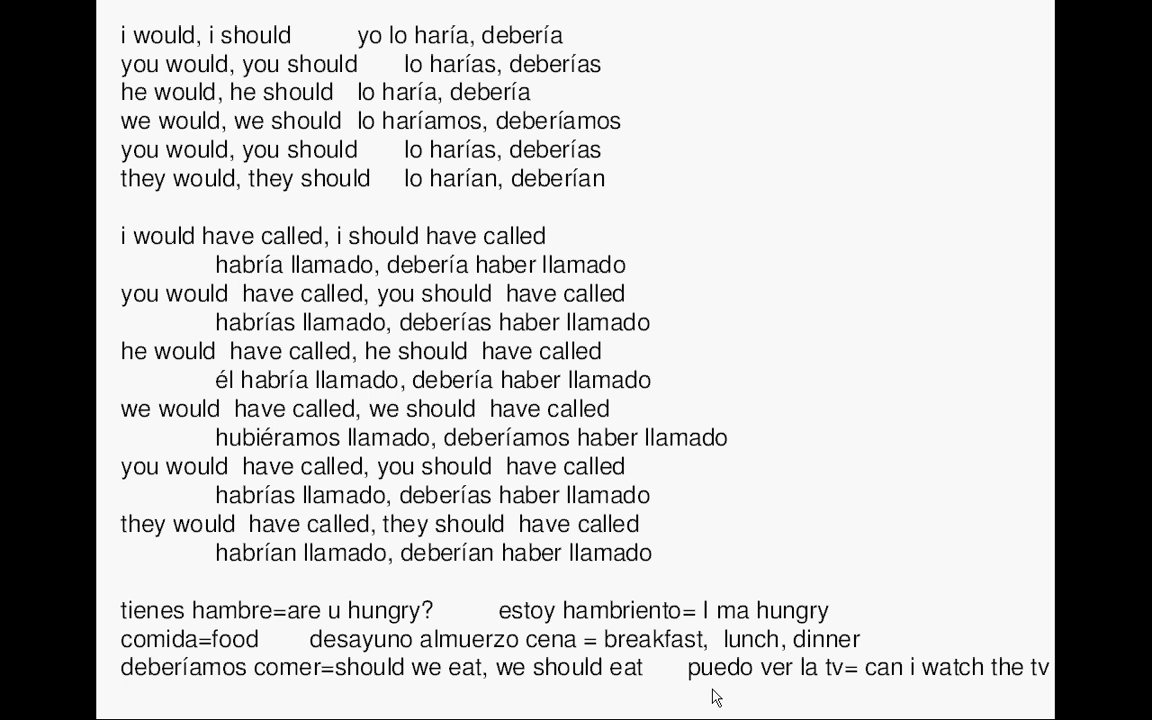 i would, i should yo lo haría, debería
you would, you should lo harías, deberías
he would, he should lo haría, debería
we would, we should lo haríamos, deberíamos
you would, you should lo harías, deberías
they would, they should lo harían, deberían
i would have called, i should have called
habría llamado, debería haber llamado
you would have called, you should have called
habrías llamado, deberías haber llamado
he would have called, he should have called
él habría llamado, debería haber llamado
we would have called, we should have called
hubiéramos llamado, deberíamos haber llamado
you would have called, you should have called
habrías llamado, deberías haber llamado
they would have called, they should have called
habrían llamado, deberían haber llamado
tienes hambre=are u hungry? estoy hambriento= I ma hungry
comida=food desayuno almuerzo cena = breakfast, lunch, dinner
deberíamos comer=should we eat, we should eat puedo ver la tv= can i watch the tv